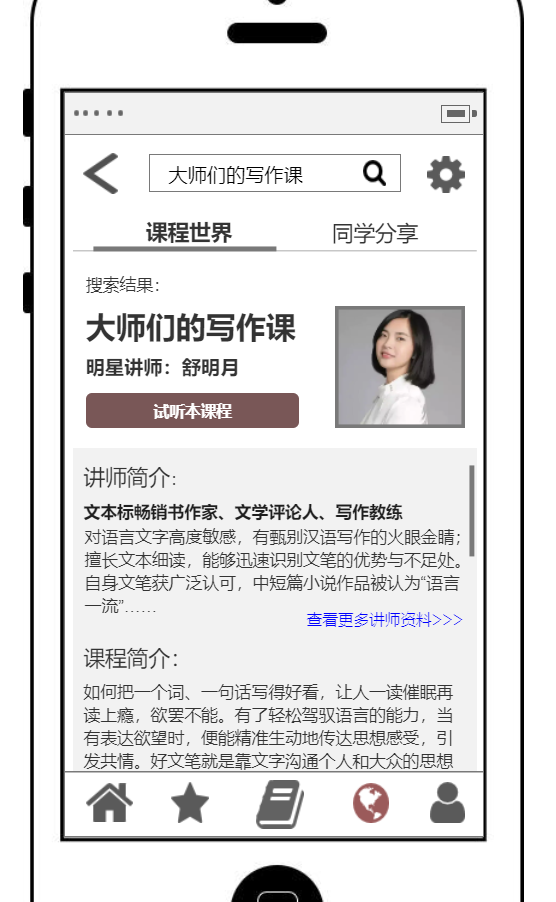 大师们的写作课
课程世界 同学分享
搜索结果：
大师们的写作课
明星讲师：舒明月
试听本课程
讲师简介：
文本标畅销书作家、文学评论人、写作教练
对语言文字高度敏感，有甄别汉语写作的火眼金睛；
擅长文本细读，能够迅速识别文笔的优势与不足处。
自身文笔获广泛认可，中短篇小说作品被认为“语言
一流”……
查看更多讲师资料>>>
课程简介：
如何把一个词、一句话写得好看，让人一读催眠再
读上瘾，欲罢不能。有了轻松驾驭语言的能力，当
有表达欲望时，便能精准生动地传达思想感受，引
发共情。好文笔就是靠文字沟通个人和大众的思想